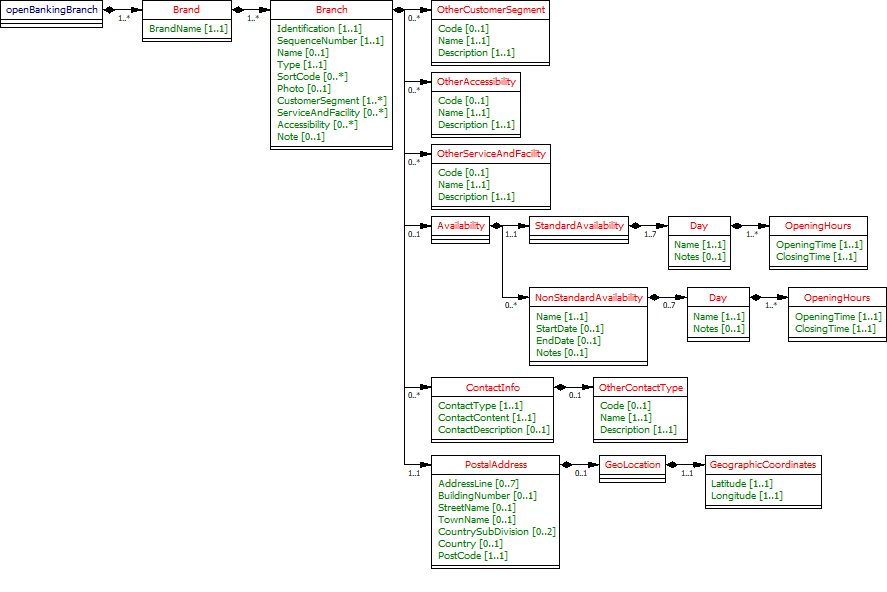 openBankingBranch
1..*
Brand
BrandName [1..1]
1..*
Branch
Identification [1..1]
SequenceNumber [1..1]
Name [0..1]
Type [1..1]
SortCode [0..*]
Photo [0..1]
CustomerSegment [1..*]
ServiceAndFacility [0..*]
Accessibility [0..*]
Note [0..1]
0..*
OtherCustomerSegment
Code [0..1]
Name [1..1]
Description [1..1]
0..*
OtherAccessibility
Code [0..1]
Name [1..1]
Description [1..1]
0..*
OtherServiceAndFacility
Code [0..1]
Name [1..1]
Description [1..1]
0..1
Availability
1..1
StandardAvailability
1..7
Day
Name [1..1]
Notes [0..1]
1..*
OpeningHours
OpeningTime [1..1]
ClosingTime [1..1]
0..*
NonStandardAvailability
Name [1..1]
StartDate [0..1]
EndDate [0..1]
Notes [0..1]
0..7
Day
Name [1..1]
Notes [0..1]
1..*
OpeningHours
OpeningTime [1..1]
ClosingTime [1..1]
0..*
ContactInfo
ContactType [1..1]
ContactContent [1..1]
ContactDescription [0..1]
0..1
OtherContactType
Code [0..1]
Name [1..1]
Description [1..1]
1..1
PostalAddress
AddressLine [0..7]
BuildingNumber [0..1]
StreetName [0..1]
TownName [0..1]
CountrySubDivision [0..2]
Country [0..1]
PostCode [1..1]
0..1
GeoLocation
1..1
GeographicCoordinates
Latitude [1..1]
Longitude [1..1]